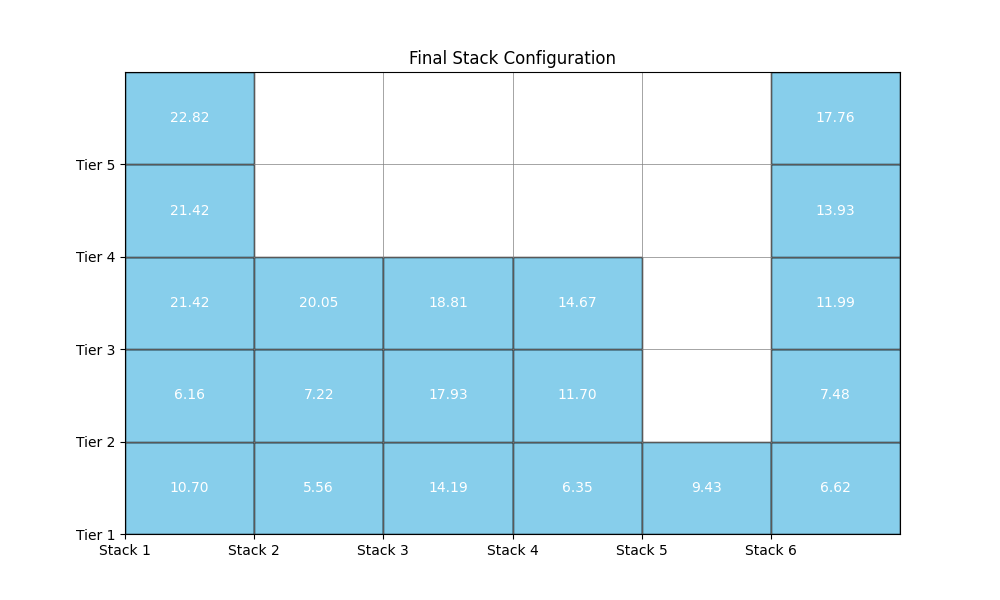 Final Stack Configuration
22.82 17.76
Tier 5
21.42 13.93
Tier 4
21.42 20.05 18.81 14.67 11.99
Tier 3
6.16 7.22 17.93 11.70 7.48
Tier 2
10.70 5.56 14.19 6.35 9.43 6.62
Tier 1
Stack 1 Stack 2 Stack 3 Stack 4 Stack 5 Stack 6